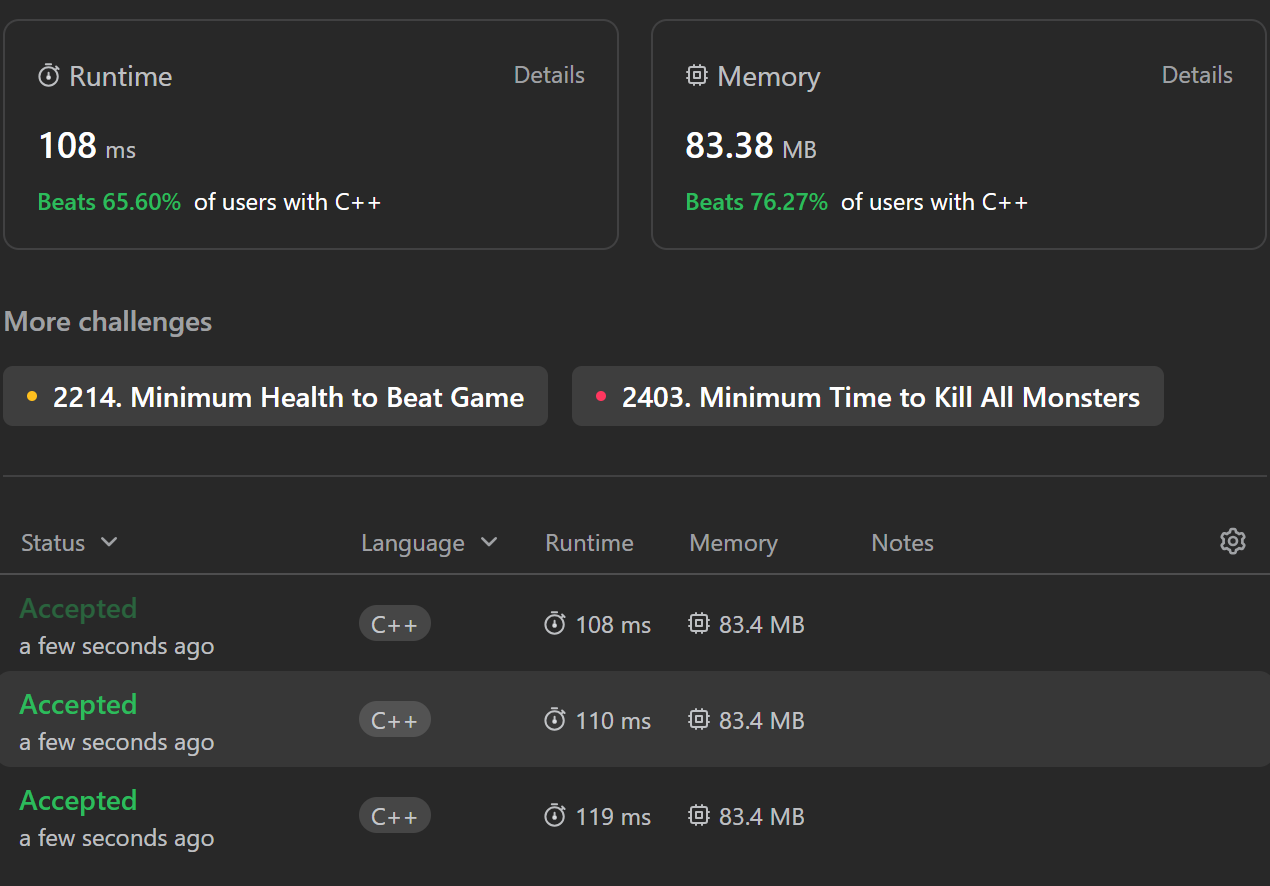 Runtime Details Memory Details
108 ms 83.38 MB
Beats 65.60% of users with C++ Beats 76.27% of users with C++
More challenges
2214. Minimum Health to Beat Game 2403. Minimum Time to Kill All Monsters
Status Language Runtime Memory Notes
Accepted
C++ 108 ms 83.4 MB
a few seconds ago
Accepted
C++ 110 ms 83.4 MB
a few seconds ago
Accepted
C++ 119 ms 83.4 MB
a few seconds ago